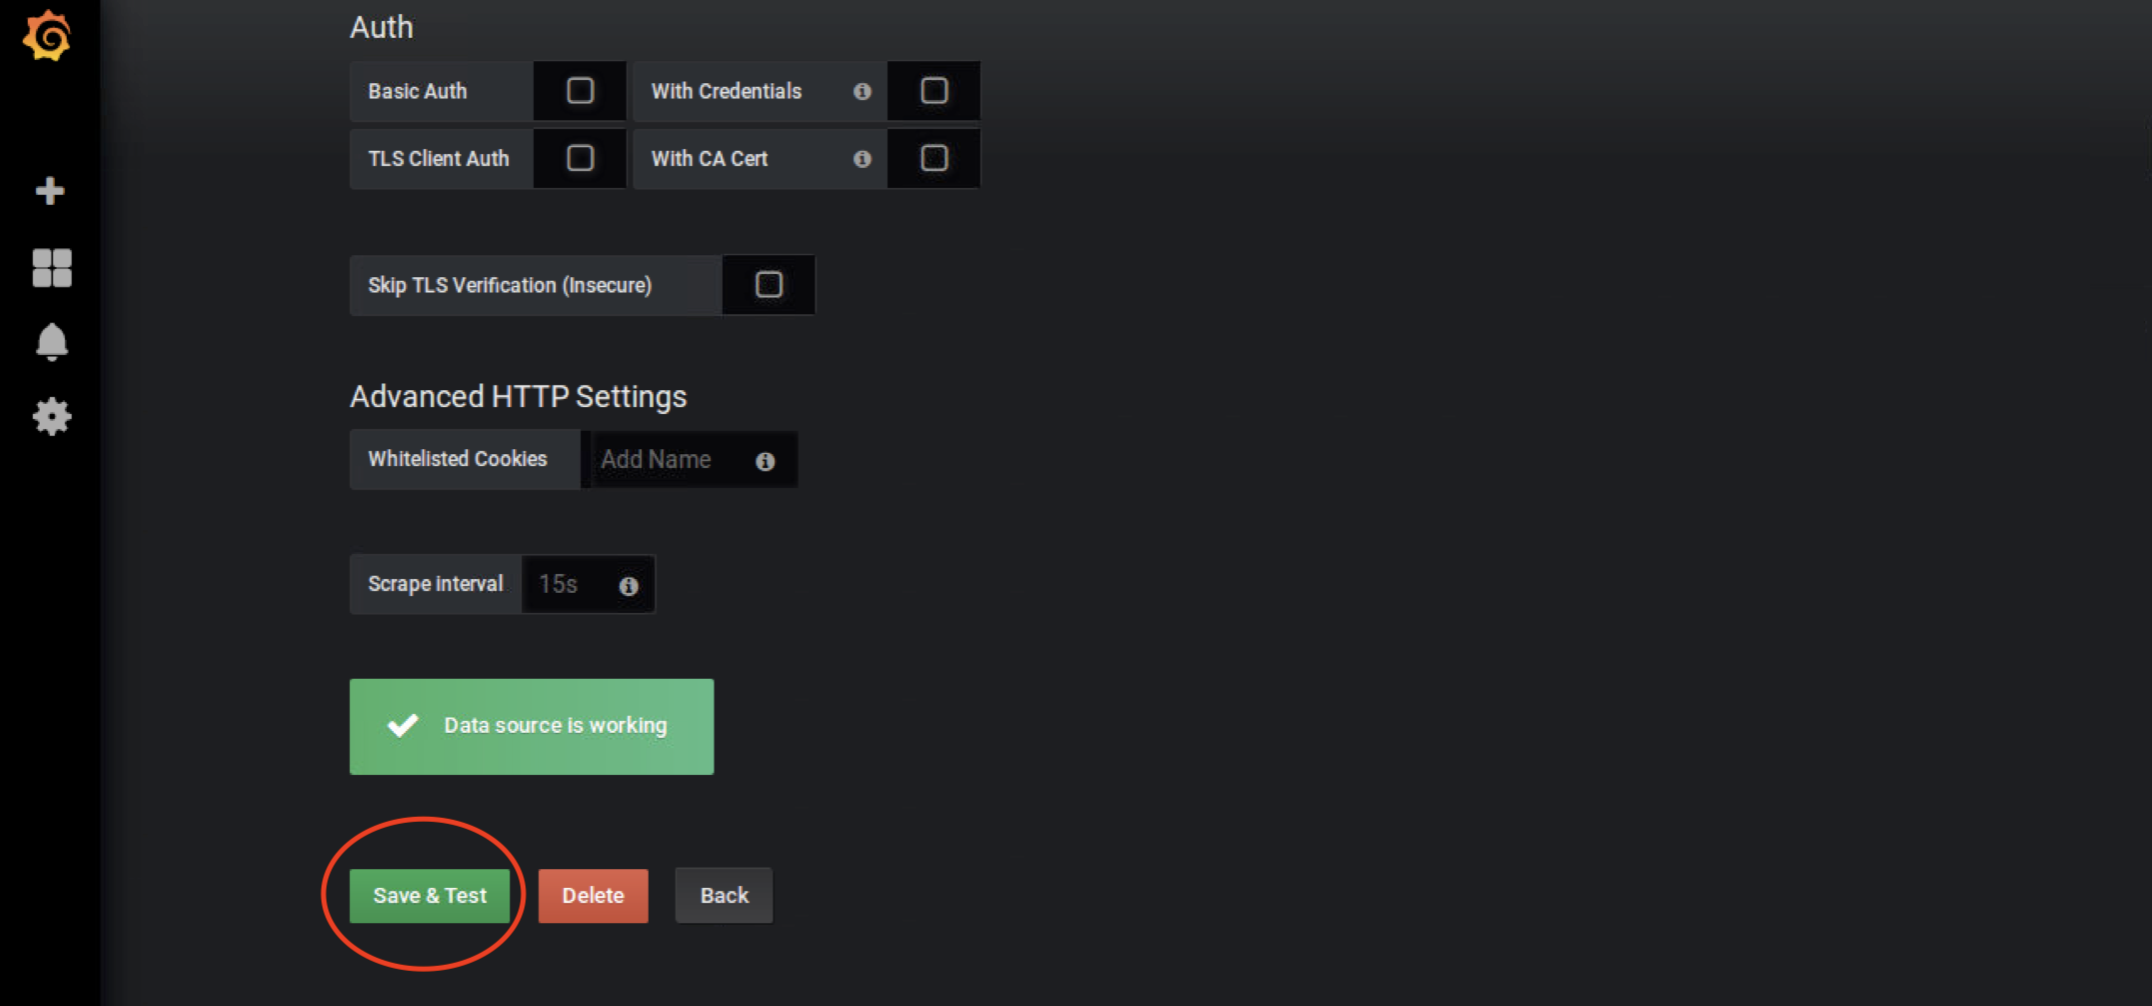 Auth
Basic Auth
With Credentials
TLS Client Auth
With CA Cert
Skip TLS Verification (Insecure)
Advanced HTTP Settings
Whitelisted Cookies
Add Name
Scrape interval
15s
Data source is working
Save & Test
Delete
Back